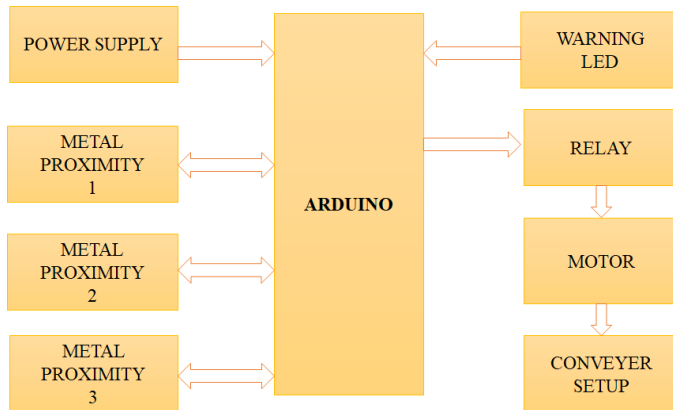 POWER SUPPLY
METAL
PROXIMITY
1
METAL
PROXIMITY
2
METAL
PROXIMITY
3
ARDUINO
WARNING
LED
RELAY
MOTOR
CONVEYER
SETUP